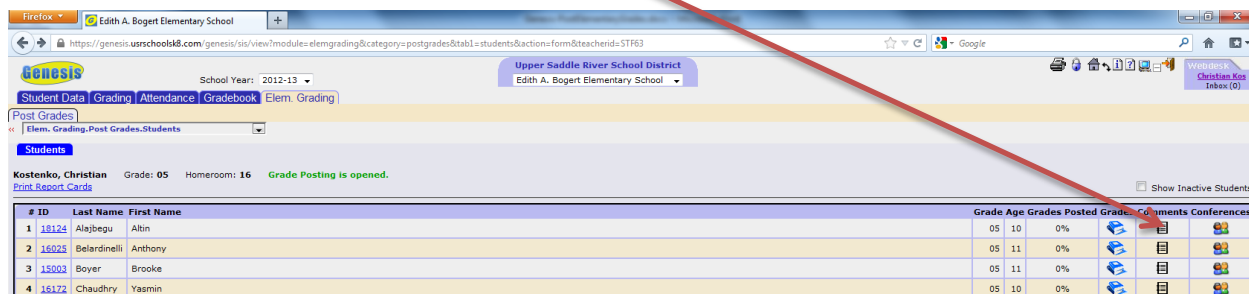 Firefox
Edith A. Bogert Elementary School
https://genesis.usrschoolsk8.com/genesis/sis/view?module=elemgrading&category=postgrades&tab1=students&action=form&teacherid=STF63
Google
Genesis
School Year: 2012-13
Upper Saddle River School District
Edith A. Bogert Elementary School
Webdesk
Christian Kos
Inbox (0)
Student Data Grading Attendance Gradebook Elem. Grading
Post Grades
« Elem. Grading.Post Grades.Students
Students
Kostenko, Christian Grade: 05 Homeroom: 16 Grade Posting is opened.
Print Report Cards
Show Inactive Students
# ID Last Name First Name Grade Age Grades Posted Grades Comments Conferences
1 18124 Alajbegu Altin 05 10 0%
2 16025 Belardinelli Anthony 05 11 0%
3 15003 Boyer Brooke 05 11 0%
4 16172 Chaudhry Yasmin 05 10 0%